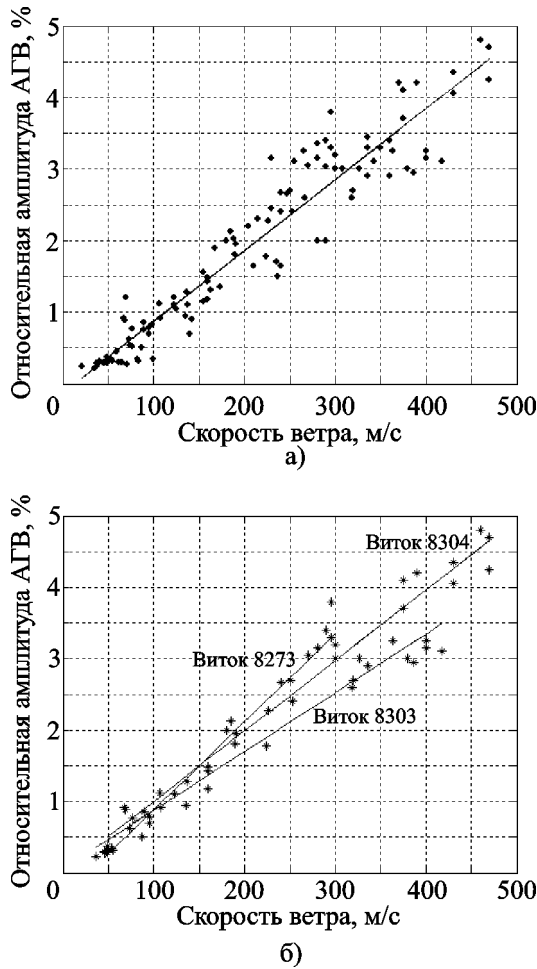 Относительная амплитуда АГВ, %
5
4
3
2
1
0
100
200
300
400
500
Скорость ветра, м/с
а)
Относительная амплитуда АГВ, %
5
4
3
2
1
0
100
200
300
400
500
Виток 8304
Виток 8273
Виток 8303
Скорость ветра, м/с
б)